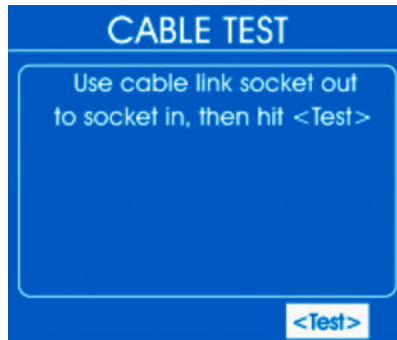 CABLE TEST
Use cable link socket out
to socket in, then hit <Test>
<Test>